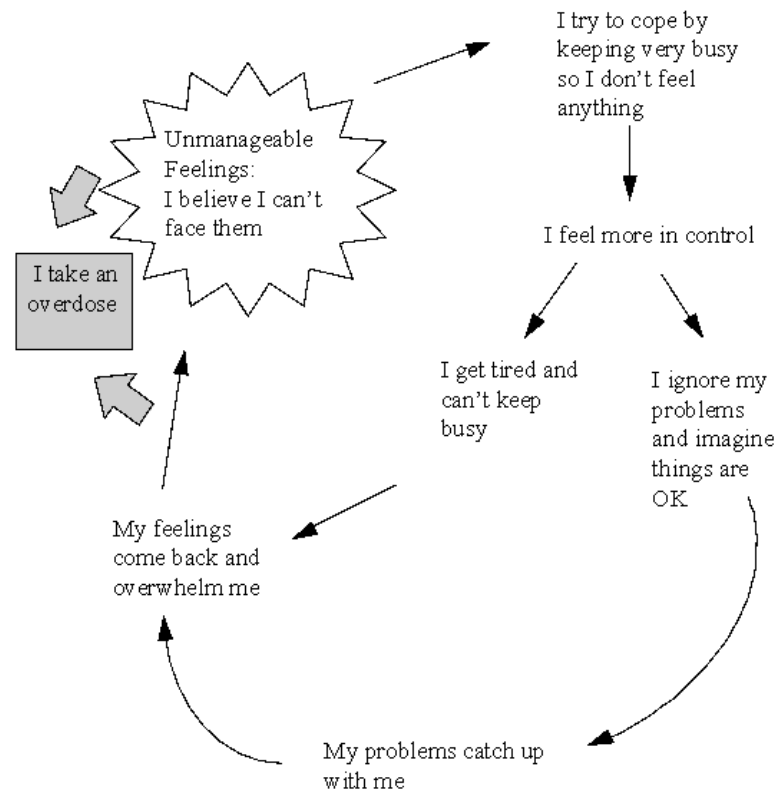 I try to cope by
keeping very busy
so I don't feel
anything
Unmanageable
Feelings:
I believe I can't
face them
I feel more in control
I take an
overdose
I get tired and
can't keep
busy
I ignore my
problems
and imagine
things are
OK
My feelings
come back and
overwhelm me
My problems catch up
with me